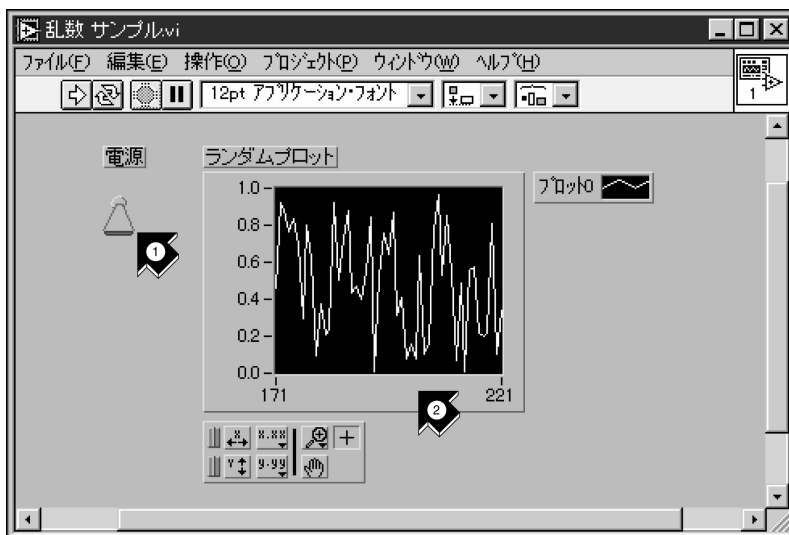 乱数 サンプル.vi
ファイル(F) 編集(E) 操作(O) プロジェクト(P) ウィンドウ(W) ヘルプ(H)
12pt アプリケーション・フォント
1
電源
ランダムプロット
プロット0
1.0
0.8
0.6
0.4
0.2
0.0
171
221
1
2
X
X.XX
Y
Y.YY